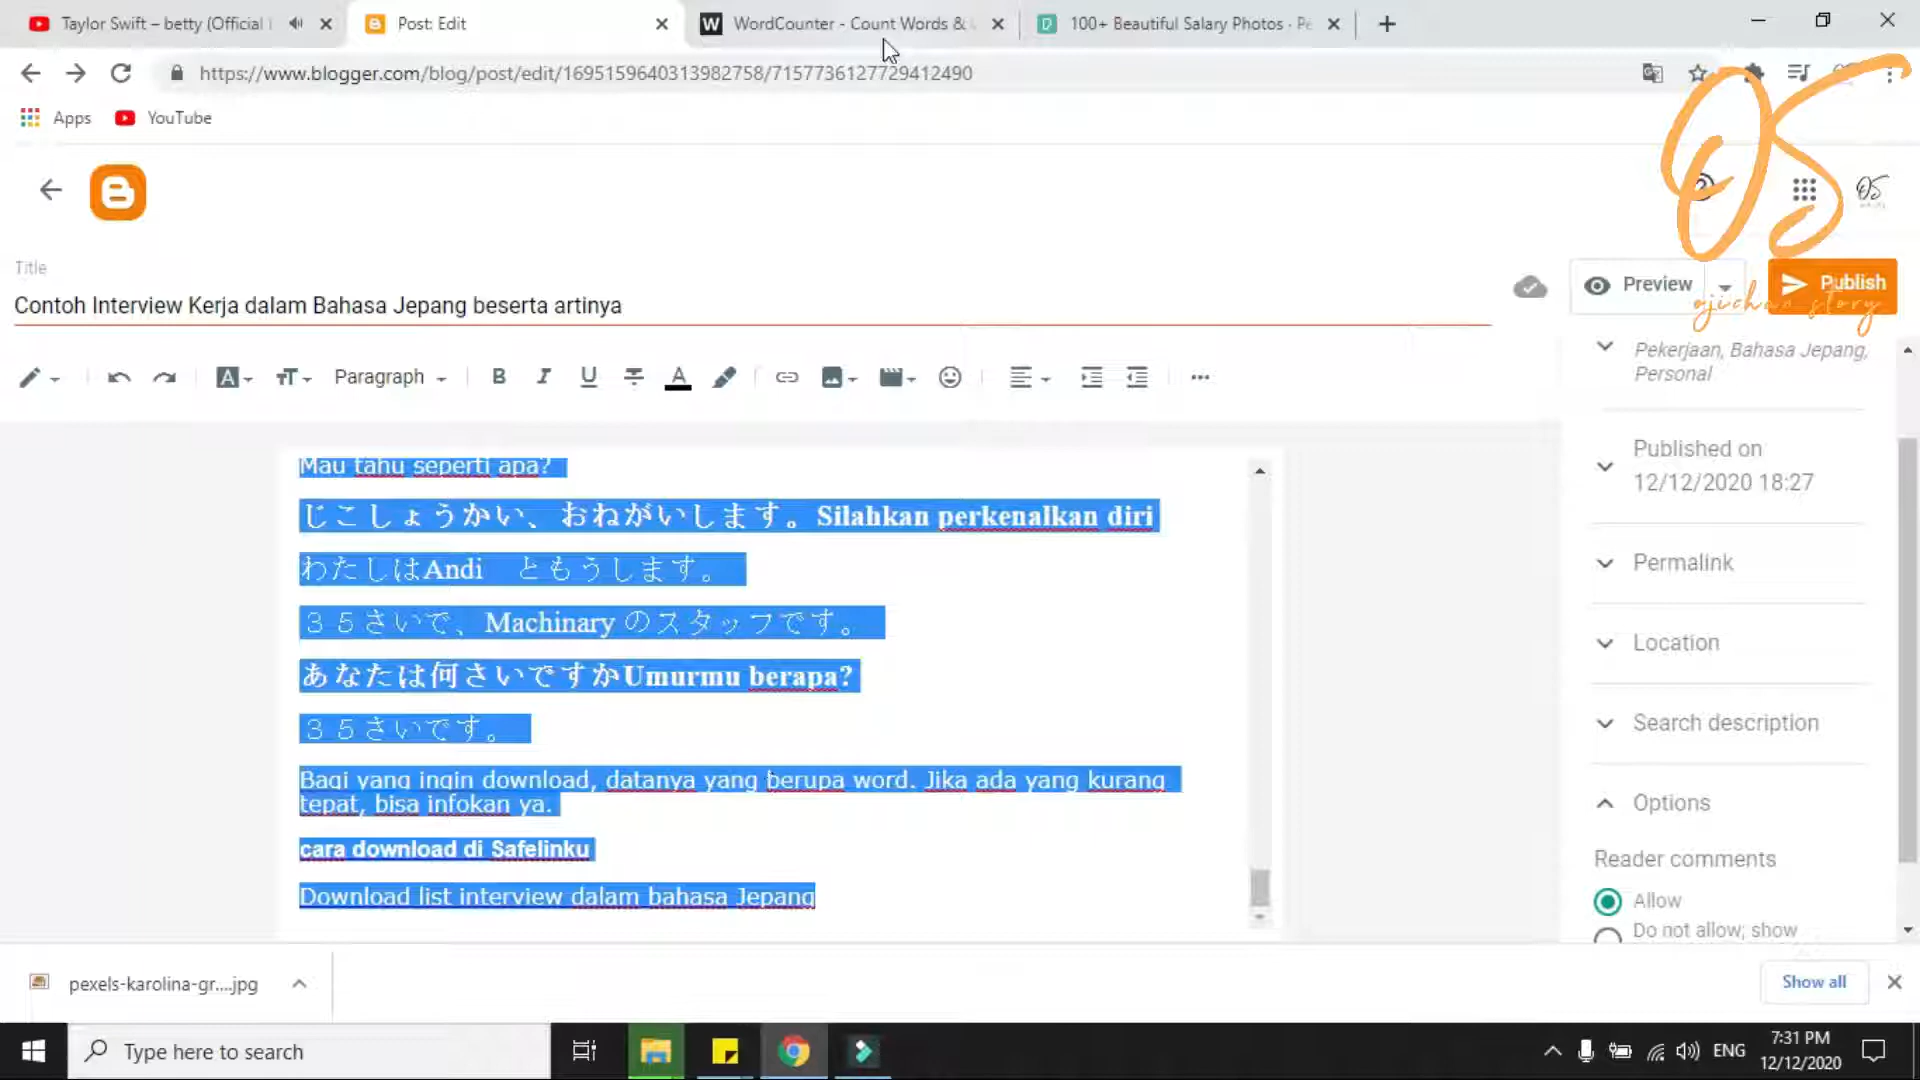 Taylor Swift – betty (Official
Post: Edit
WordCounter - Count Words &
100+ Beautiful Salary Photos · Pe
https://www.blogger.com/blog/post/edit/1695159640313982758/7157736127729412490
Apps
YouTube
OS
Title
Contoh Interview Kerja dalam Bahasa Jepang beserta artinya
Preview
Publish
ajichan story
Paragraph
Pekerjaan, Bahasa Jepang,
Personal
Published on
12/12/2020 18:27
Permalink
Location
Search description
Options
Reader comments
Allow
Do not allow; show
Mau tahu seperti apa?
じこしょうかい、おねがいします。Silahkan perkenalkan diri
わたしはAndi　ともうします。
３５さいで、Machinary のスタッフです。
あなたは何さいですかUmurmu berapa?
３５さいです。
Bagi yang ingin download, datanya yang berupa word. Jika ada yang kurang
tepat, bisa infokan ya.
cara download di Safelinku
Download list interview dalam bahasa Jepang
pexels-karolina-gr....jpg
Show all
Type here to search
ENG
7:31 PM
12/12/2020